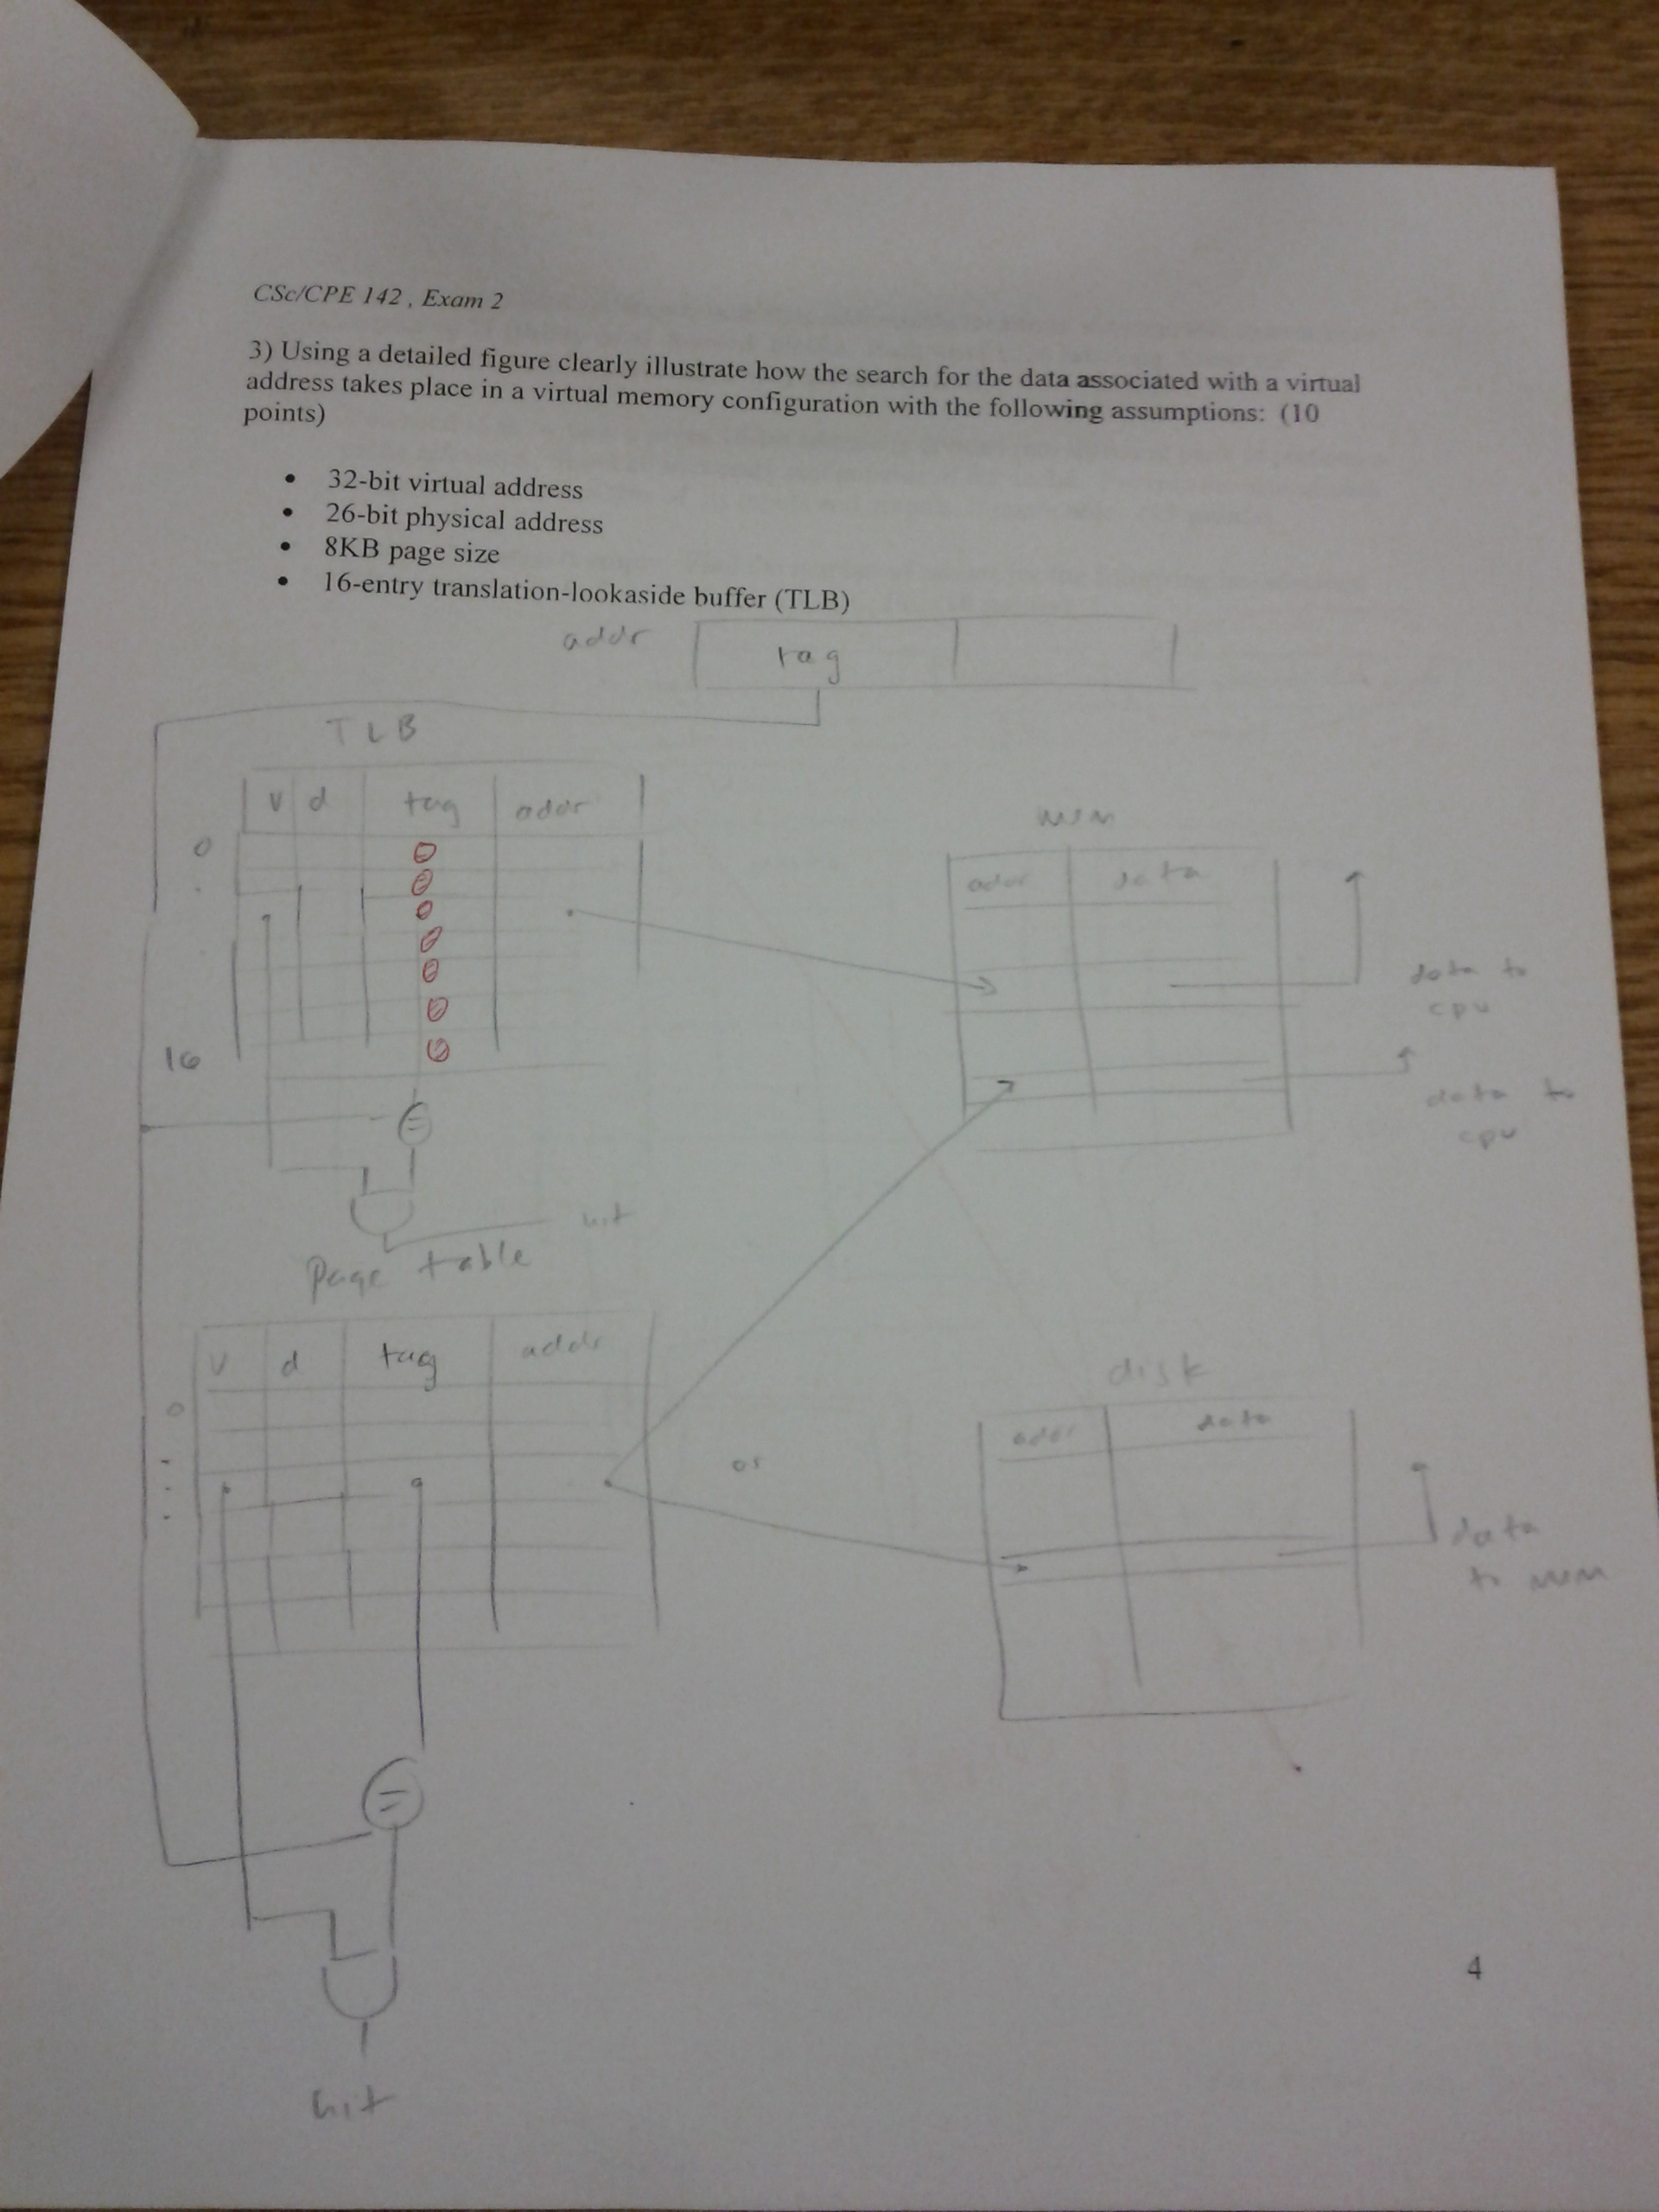 CSc/CPE 142 , Exam 2
3) Using a detailed figure clearly illustrate how the search for the data associated with a virtual
address takes place in a virtual memory configuration with the following assumptions: (10
points)
• 32-bit virtual address
• 26-bit physical address
• 8KB page size
• 16-entry translation-lookaside buffer (TLB)
addr
tag
TLB
v d tag addr
0
16
=
hit
mem
addr data
data to
cpu
data to
cpu
Page table
v d tag addr
0
or
disk
addr data
data
to mem
=
hit
4